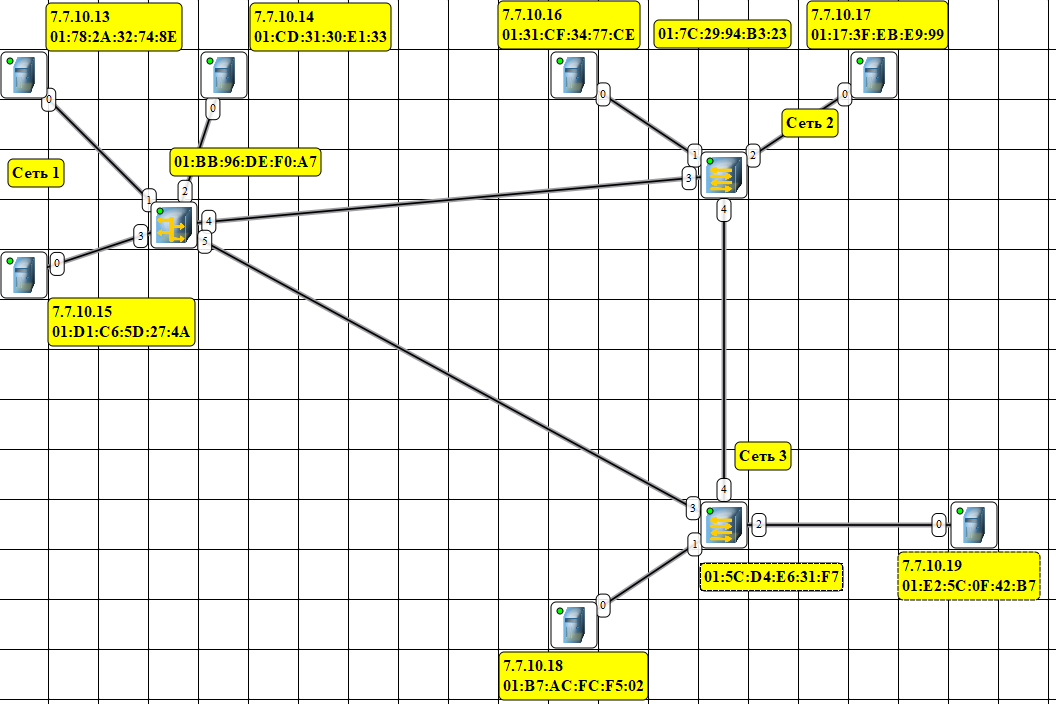 7.7.10.13
01:78:2A:32:74:8E
7.7.10.14
01:CD:31:30:E1:33
7.7.10.16
01:31:CF:34:77:CE
01:7C:29:94:B3:23
7.7.10.17
01:17:3F:EB:E9:99
0
0
0
0
Сеть 2
Сеть 1
01:BB:96:DE:F0:A7
1
2
3
4
1
2
3
4
5
0
7.7.10.15
01:D1:C6:5D:27:4A
Сеть 3
4
3
2
0
1
01:5C:D4:E6:31:F7
7.7.10.19
01:E2:5C:0F:42:B7
0
7.7.10.18
01:B7:AC:FC:F5:02